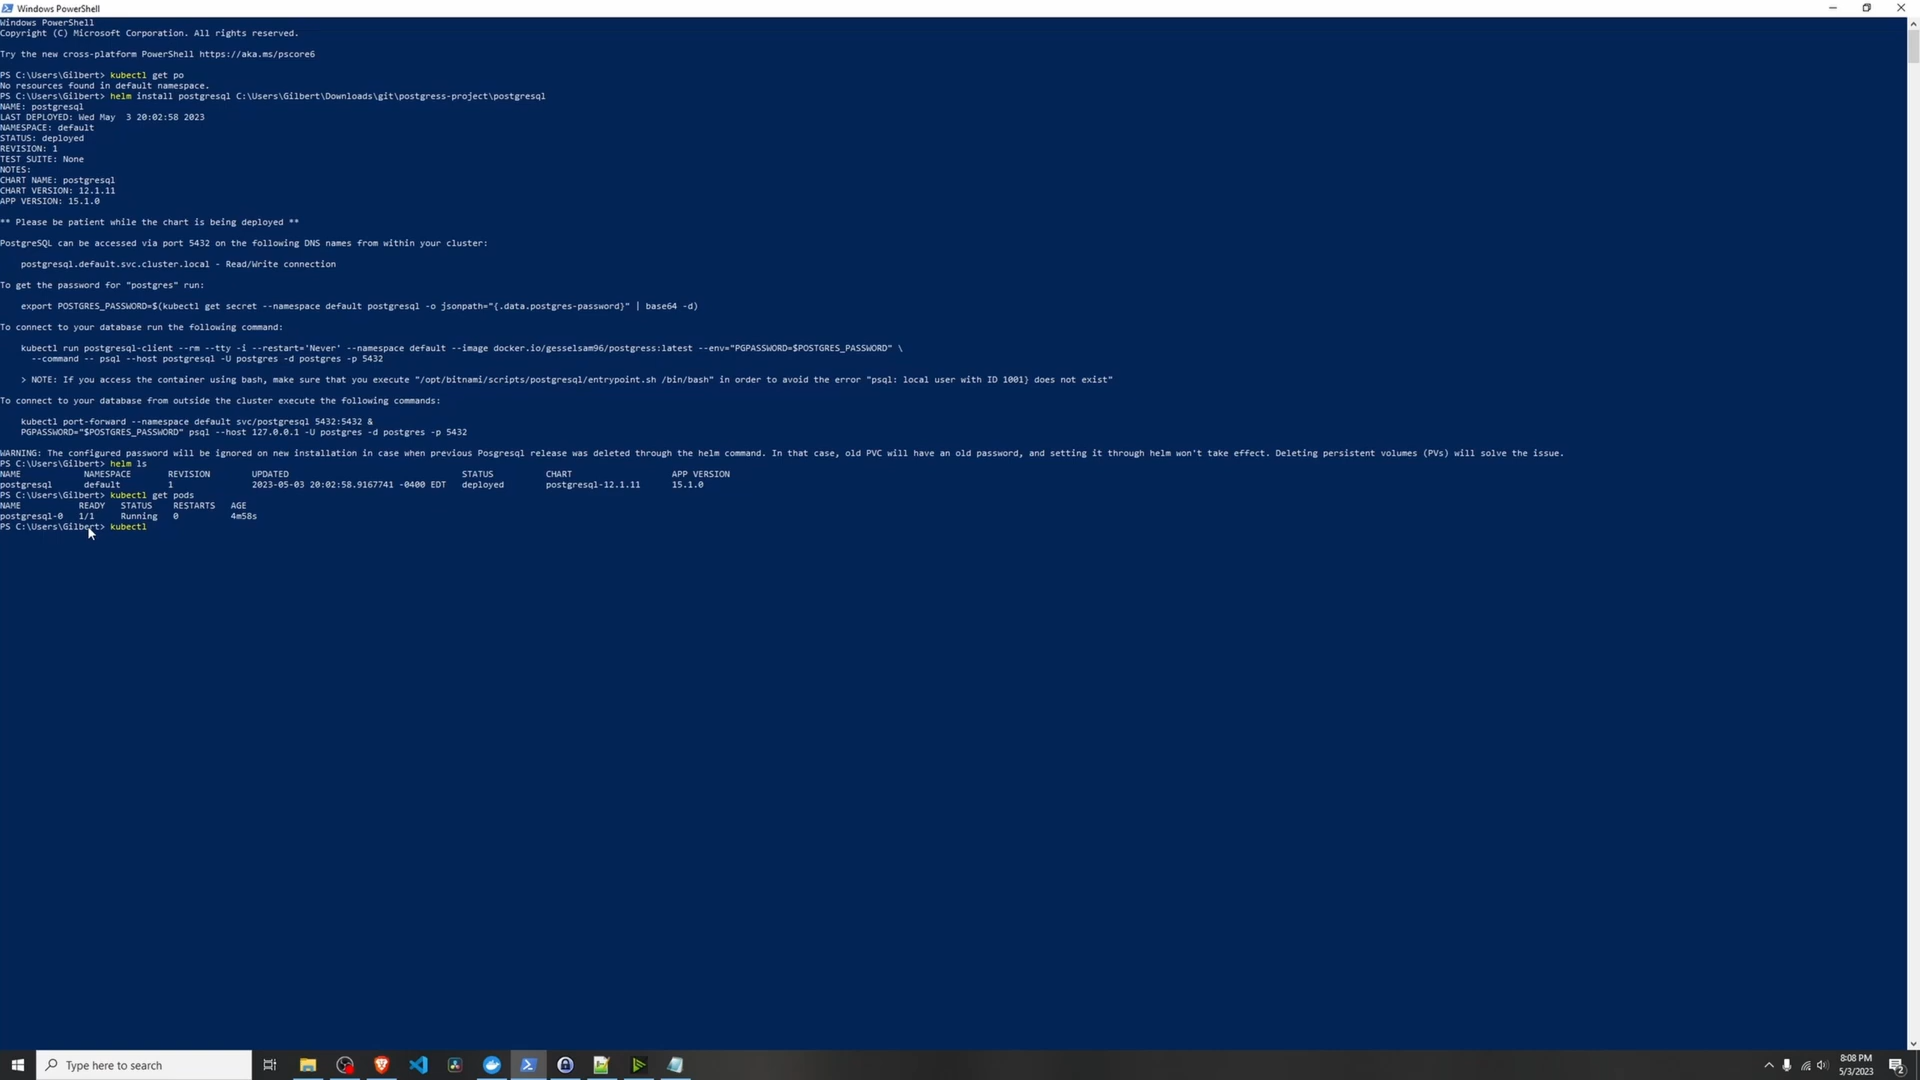 Windows PowerShell
Windows PowerShell
Copyright (C) Microsoft Corporation. All rights reserved.
Try the new cross-platform PowerShell https://aka.ms/pscore6
PS C:\Users\Gilbert> kubectl get po
No resources found in default namespace.
PS C:\Users\Gilbert> helm install postgresql C:\Users\Gilbert\Downloads\git\postgress-project\postgresql
NAME: postgresql
LAST DEPLOYED: Wed May  3 20:02:58 2023
NAMESPACE: default
STATUS: deployed
REVISION: 1
TEST SUITE: None
NOTES:
CHART NAME: postgresql
CHART VERSION: 12.1.11
APP VERSION: 15.1.0
** Please be patient while the chart is being deployed **
PostgreSQL can be accessed via port 5432 on the following DNS names from within your cluster:
postgresql.default.svc.cluster.local - Read/Write connection
To get the password for "postgres" run:
export POSTGRES_PASSWORD=$(kubectl get secret --namespace default postgresql -o jsonpath="{.data.postgres-password}" | base64 -d)
To connect to your database run the following command:
kubectl run postgresql-client --rm --tty -i --restart='Never' --namespace default --image docker.io/gesselsam96/postgress:latest --env="PGPASSWORD=$POSTGRES_PASSWORD" \
--command -- psql --host postgresql -U postgres -d postgres -p 5432
> NOTE: If you access the container using bash, make sure that you execute "/opt/bitnami/scripts/postgresql/entrypoint.sh /bin/bash" in order to avoid the error "psql: local user with ID 1001} does not exist"
To connect to your database from outside the cluster execute the following commands:
kubectl port-forward --namespace default svc/postgresql 5432:5432 &
PGPASSWORD="$POSTGRES_PASSWORD" psql --host 127.0.0.1 -U postgres -d postgres -p 5432
WARNING: The configured password will be ignored on new installation in case when previous Posgresql release was deleted through the helm command. In that case, old PVC will have an old password, and setting it through helm won't take effect. Deleting persistent volumes (PVs) will solve the issue.
PS C:\Users\Gilbert> helm ls
NAME NAMESPACE REVISION UPDATED STATUS CHART APP VERSION
postgresql default 1 2023-05-03 20:02:58.9167741 -0400 EDT deployed postgresql-12.1.11 15.1.0
PS C:\Users\Gilbert> kubectl get pods
NAME READY STATUS RESTARTS AGE
postgresql-0 1/1 Running 0 4m58s
PS C:\Users\Gilbert> kubectl
Type here to search
8:08 PM
5/3/2023
2